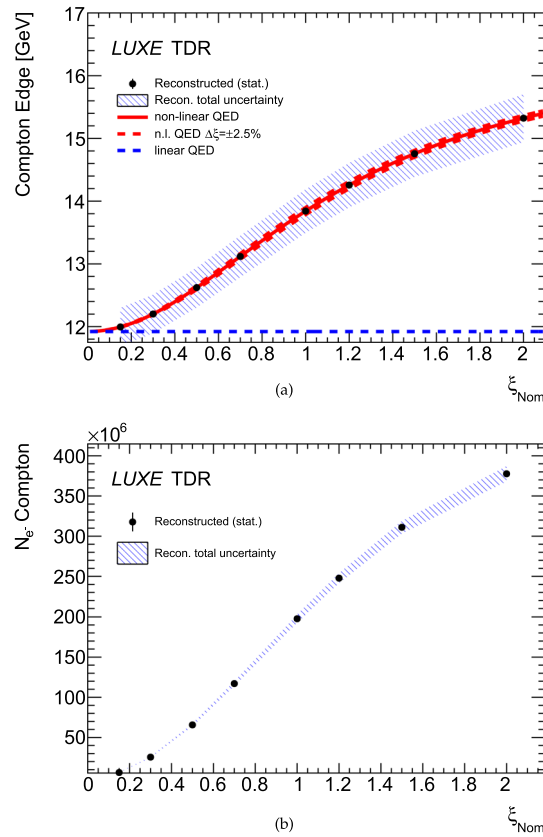 17
16
15
14
13
12
Compton Edge [GeV]
LUXE TDR
Reconstructed (stat.)
Recon. total uncertainty
non-linear QED
n.l. QED Δξ=±2.5%
linear QED
0 0.2 0.4 0.6 0.8 1 1.2 1.4 1.6 1.8 2
ξNom
(a)
×10⁶
400
350
300
250
200
150
100
50
Ne- Compton
LUXE TDR
Reconstructed (stat.)
Recon. total uncertainty
0 0.2 0.4 0.6 0.8 1 1.2 1.4 1.6 1.8 2
ξNom
(b)